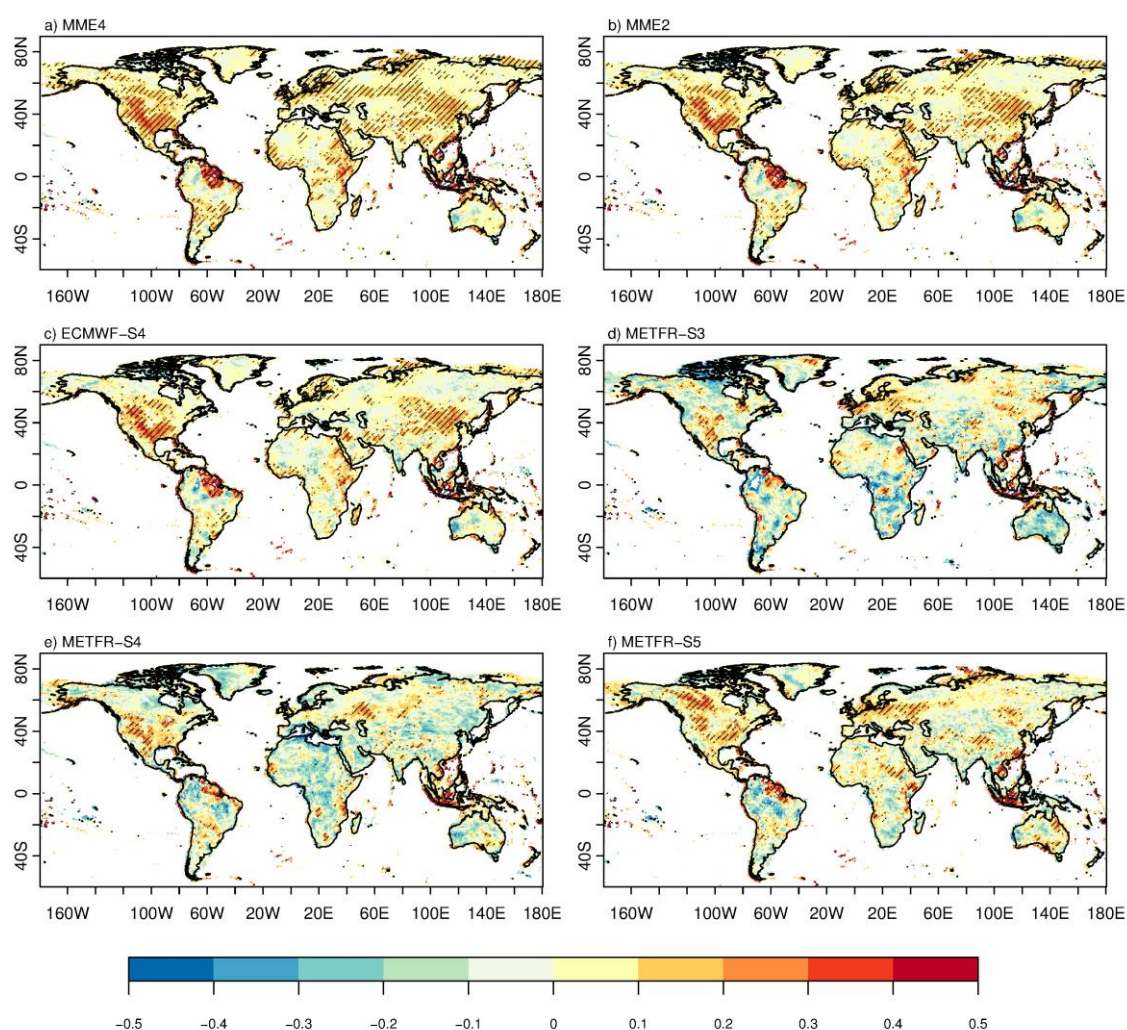 a) MME4
b) MME2
80N
40N
0
40S
80N
40N
0
40S
160W 100W 60W 20W 20E 60E 100E 140E 180E
160W 100W 60W 20W 20E 60E 100E 140E 180E
c) ECMWF−S4
d) METFR−S3
80N
40N
0
40S
80N
40N
0
40S
160W 100W 60W 20W 20E 60E 100E 140E 180E
160W 100W 60W 20W 20E 60E 100E 140E 180E
e) METFR−S4
f) METFR−S5
80N
40N
0
40S
80N
40N
0
40S
160W 100W 60W 20W 20E 60E 100E 140E 180E
160W 100W 60W 20W 20E 60E 100E 140E 180E
−0.5 −0.4 −0.3 −0.2 −0.1 0 0.1 0.2 0.3 0.4 0.5